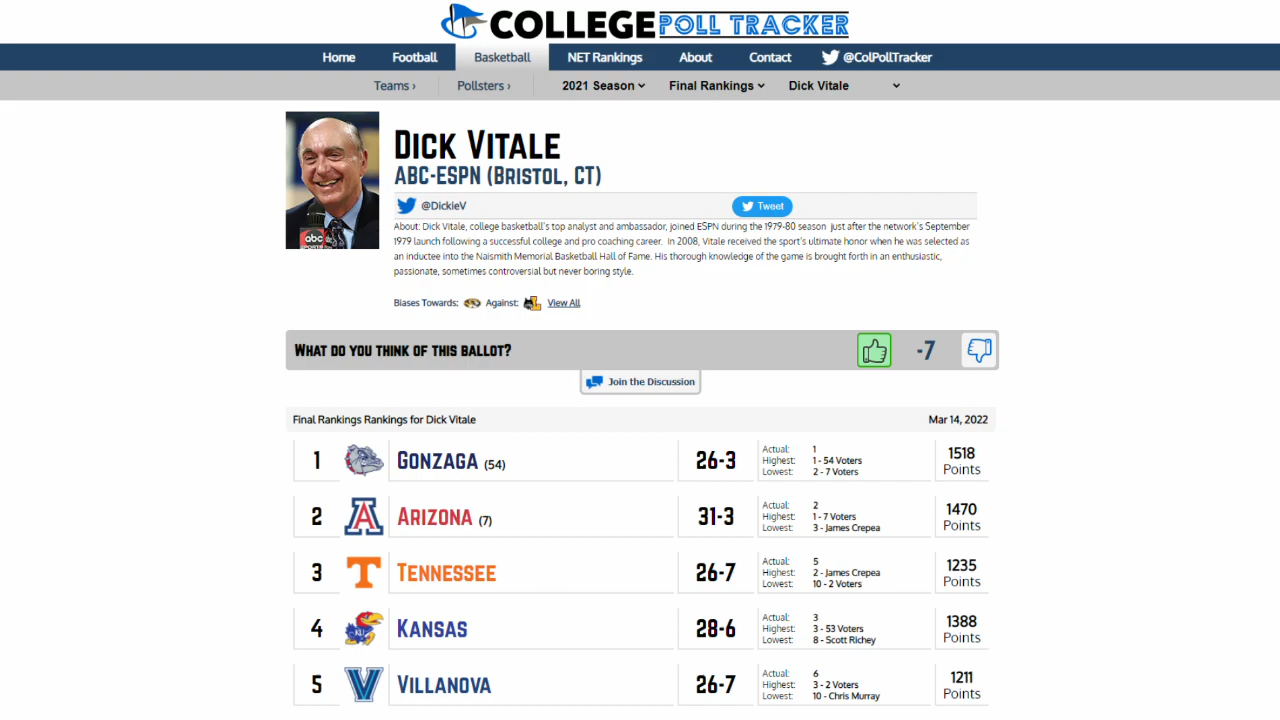 COLLEGE POLL TRACKER
Home Football Basketball NET Rankings About Contact @ColPollTracker
Teams › Pollsters › 2021 Season Final Rankings Dick Vitale
DICK VITALE
ABC-ESPN (BRISTOL, CT)
@DickieV Tweet
About: Dick Vitale, college basketball's top analyst and ambassador, joined ESPN during the 1979-80 season just after the network's September
1979 launch following a successful college and pro coaching career. In 2008, Vitale received the sport's ultimate honor when he was selected as
an inductee into the Naismith Memorial Basketball Hall of Fame. His thorough knowledge of the game is brought forth in an enthusiastic,
passionate, sometimes controversial but never boring style.
abc
SPORTS
Biases Towards: Against: View All
WHAT DO YOU THINK OF THIS BALLOT? -7
Join the Discussion
Final Rankings Rankings for Dick Vitale Mar 14, 2022
1 GONZAGA (54) 26-3
Actual: 1
Highest: 1 - 54 Voters
Lowest: 2 - 7 Voters
1518
Points
2 A ARIZONA (7) 31-3
Actual: 2
Highest: 1 - 7 Voters
Lowest: 3 - James Crepea
1470
Points
3 T TENNESSEE 26-7
Actual: 5
Highest: 2 - James Crepea
Lowest: 10 - 2 Voters
1235
Points
4 KU KANSAS 28-6
Actual: 3
Highest: 3 - 53 Voters
Lowest: 8 - Scott Richey
1388
Points
5 V VILLANOVA 26-7
Actual: 6
Highest: 3 - 2 Voters
Lowest: 10 - Chris Murray
1211
Points